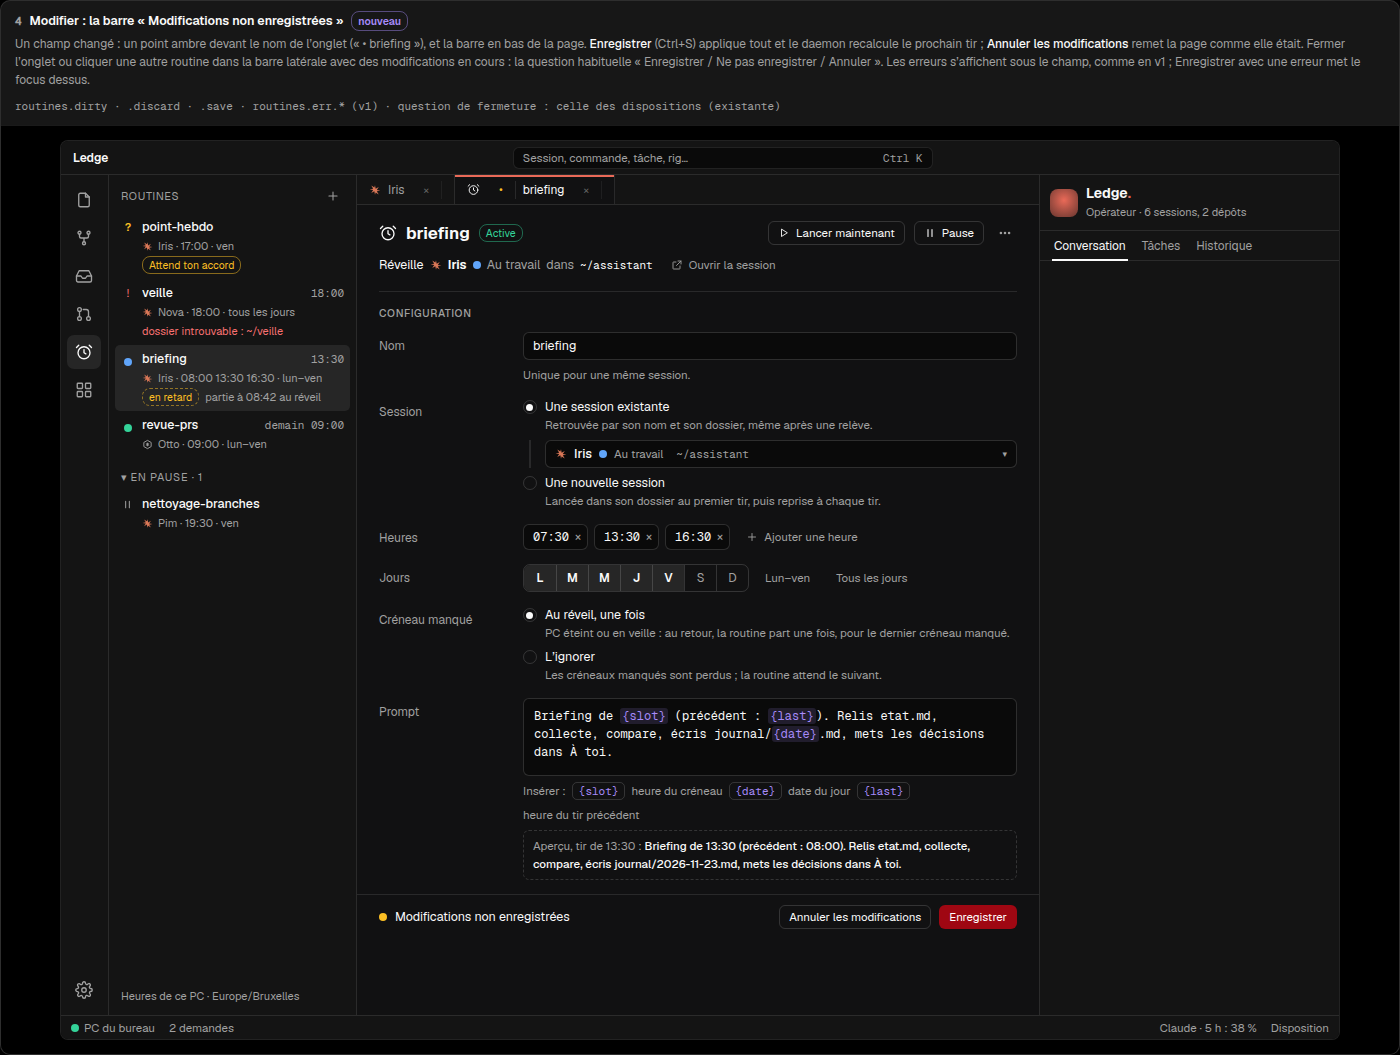 4 Modifier : la barre « Modifications non enregistrées » nouveau
Un champ changé : un point ambre devant le nom de l'onglet (« • briefing »), et la barre en bas de la page. Enregistrer (Ctrl+S) applique tout et le daemon recalcule le prochain tir ; Annuler les modifications remet la page comme elle était. Fermer
l'onglet ou cliquer une autre routine dans la barre latérale avec des modifications en cours : la question habituelle « Enregistrer / Ne pas enregistrer / Annuler ». Les erreurs s'affichent sous le champ, comme en v1 ; Enregistrer avec une erreur met le
focus dessus.
routines.dirty · .discard · .save · routines.err.* (v1) · question de fermeture : celle des dispositions (existante)
Ledge
Session, commande, tâche, rig… Ctrl K
ROUTINES +
Iris ×
• briefing ×
Ledge.
Opérateur · 6 sessions, 2 dépôts
Conversation Tâches Historique
? point-hebdo
Iris · 17:00 · ven
Attend ton accord
! veille 18:00
Nova · 18:00 · tous les jours
dossier introuvable : ~/veille
briefing 13:30
Iris · 08:00 13:30 16:30 · lun–ven
en retard partie à 08:42 au réveil
revue-prs demain 09:00
Otto · 09:00 · lun–ven
▾ EN PAUSE · 1
nettoyage-branches
Pim · 19:30 · ven
Heures de ce PC · Europe/Bruxelles
briefing Active
Lancer maintenant Pause ···
Réveille Iris Au travail dans ~/assistant Ouvrir la session
CONFIGURATION
Nom briefing
Unique pour une même session.
Session Une session existante
Retrouvée par son nom et son dossier, même après une relève.
Iris Au travail ~/assistant ▾
Une nouvelle session
Lancée dans son dossier au premier tir, puis reprise à chaque tir.
Heures 07:30 × 13:30 × 16:30 × + Ajouter une heure
Jours L M M J V S D Lun–ven Tous les jours
Créneau manqué Au réveil, une fois
PC éteint ou en veille : au retour, la routine part une fois, pour le dernier créneau manqué.
L'ignorer
Les créneaux manqués sont perdus ; la routine attend le suivant.
Prompt
Briefing de {slot} (précédent : {last}). Relis etat.md,
collecte, compare, écris journal/{date}.md, mets les décisions
dans À toi.
Insérer : {slot} heure du créneau {date} date du jour {last}
heure du tir précédent
Aperçu, tir de 13:30 : Briefing de 13:30 (précédent : 08:00). Relis etat.md, collecte,
compare, écris journal/2026-11-23.md, mets les décisions dans À toi.
Modifications non enregistrées
Annuler les modifications Enregistrer
PC du bureau 2 demandes
Claude · 5 h : 38 % Disposition